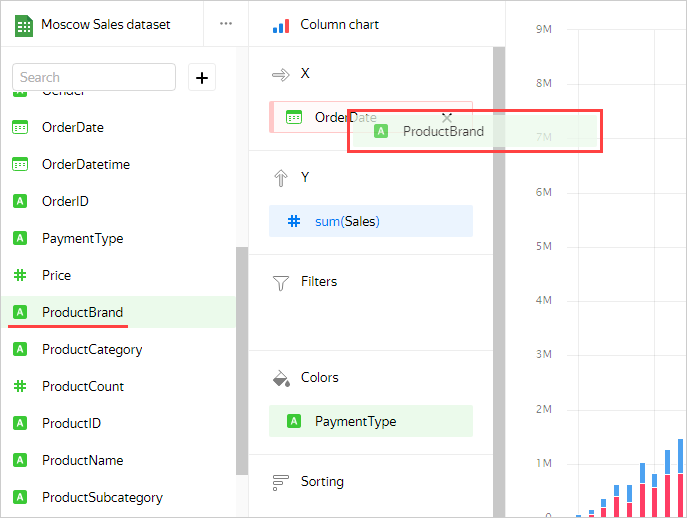 Moscow Sales dataset
...
Search
+
Gender
OrderDate
OrderDatetime
OrderID
PaymentType
Price
ProductBrand
ProductCategory
ProductCount
ProductID
ProductName
ProductSubcategory
Column chart
X
OrderDate
ProductBrand
Y
sum(Sales)
Filters
Colors
PaymentType
Sorting
9M
8M
7M
6M
5M
4M
3M
2M
1M
0